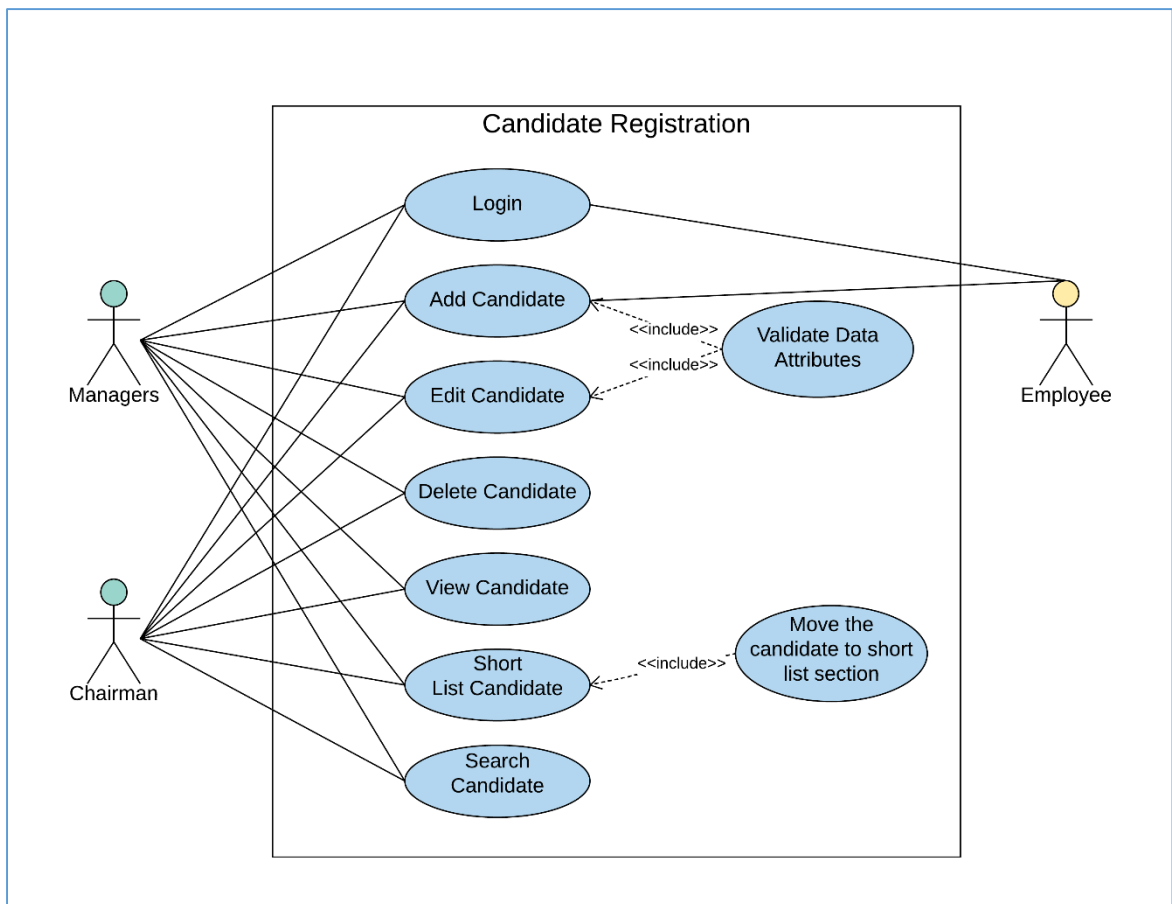 Candidate Registration
Login
Add Candidate
<<include>>
Validate Data
Attributes
<<include>>
Managers
Edit Candidate
Employee
Delete Candidate
View Candidate
Chairman
Short
List Candidate
<<include>>
Move the
candidate to short
list section
Search
Candidate